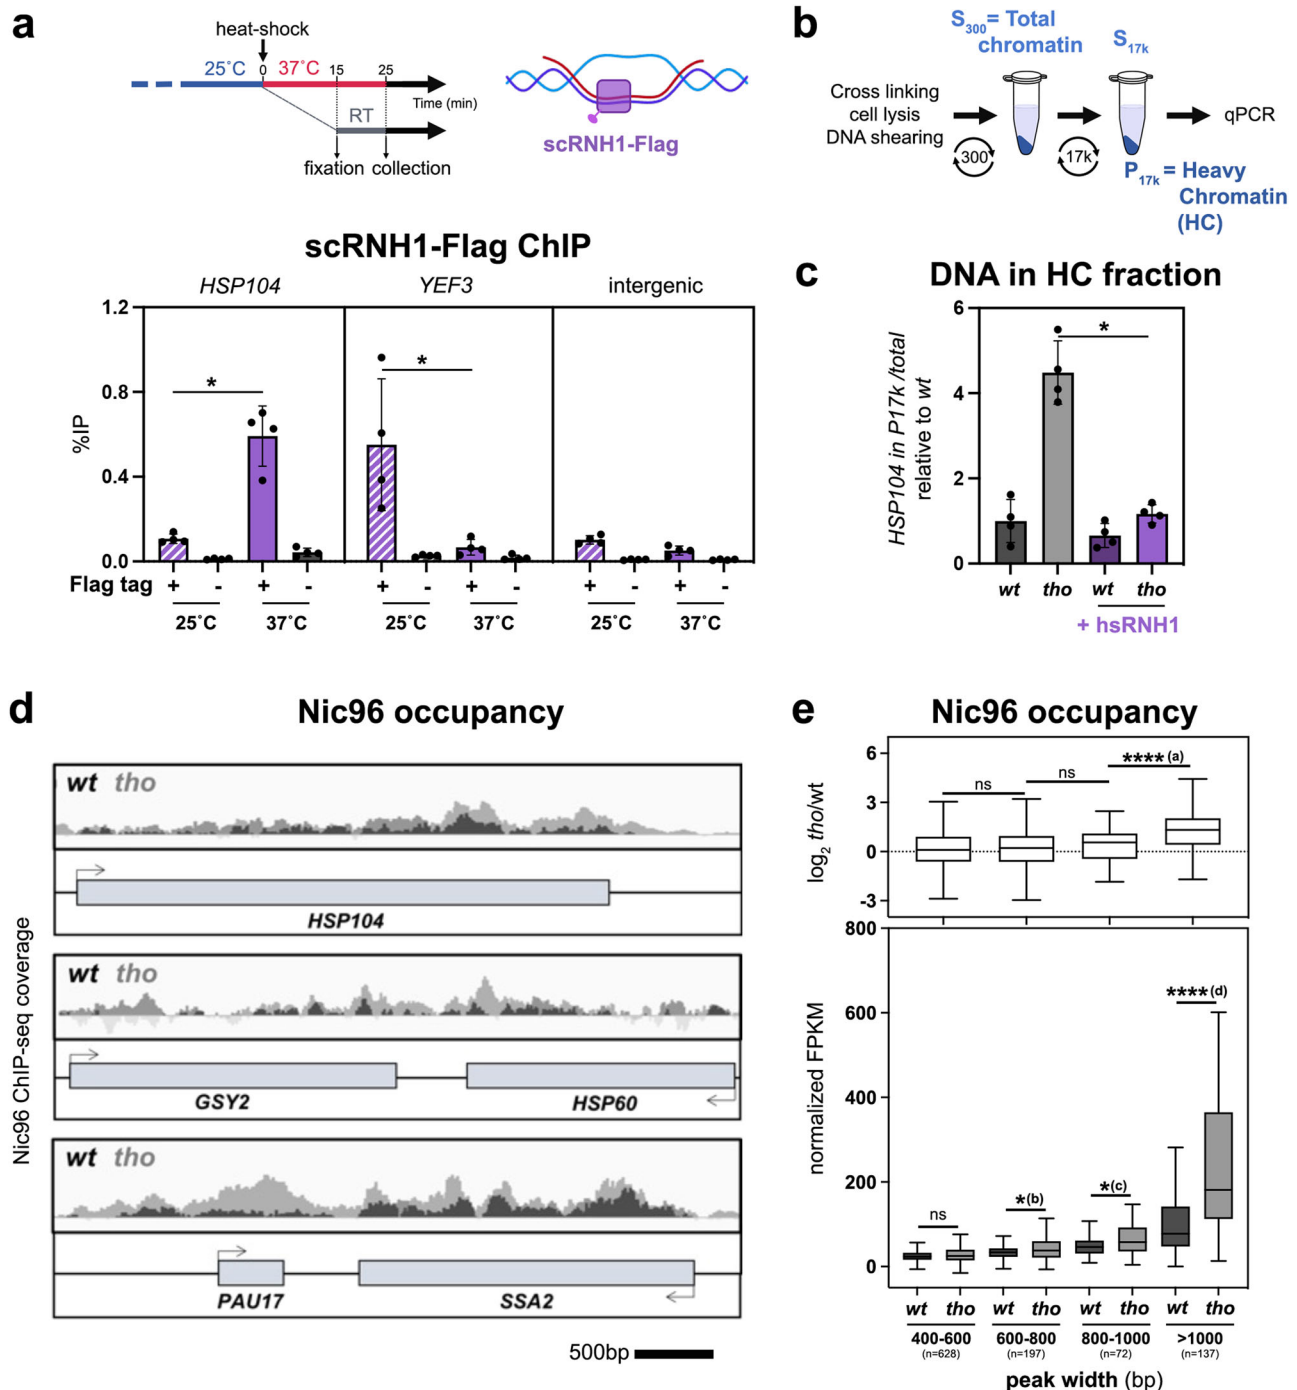 a
heat-shock
25°C 0 37°C 15 25
Time (min)
RT
fixation collection
scRNH1-Flag
b
S300= Total
chromatin
S17k
Cross linking
cell lysis
DNA shearing
300
17k
qPCR
P17k = Heavy
Chromatin
(HC)
scRNH1-Flag ChIP
HSP104 YEF3 intergenic
%IP
1.2
0.8
0.4
0.0
* *
Flag tag + - + - + - + - + - + -
25°C 37°C 25°C 37°C 25°C 37°C
c
DNA in HC fraction
HSP104 in P17k /total
relative to wt
6
4
2
0
*
wt tho wt tho
+ hsRNH1
d
Nic96 occupancy
Nic96 ChIP-seq coverage
wt tho
HSP104
wt tho
GSY2 HSP60
wt tho
PAU17 SSA2
500bp
e
Nic96 occupancy
log2 tho/wt
6
3
0
-3
ns ns ****(a)
normalized FPKM
800
600
400
200
0
ns *(b) *(c) ****(d)
wt tho wt tho wt tho wt tho
400-600 600-800 800-1000 >1000
(n=628) (n=197) (n=72) (n=137)
peak width (bp)